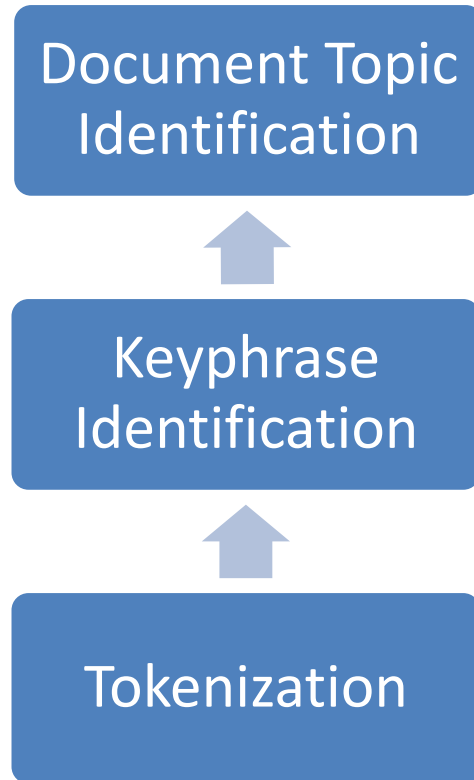 Document Topic
Identification
Keyphrase
Identification
Tokenization